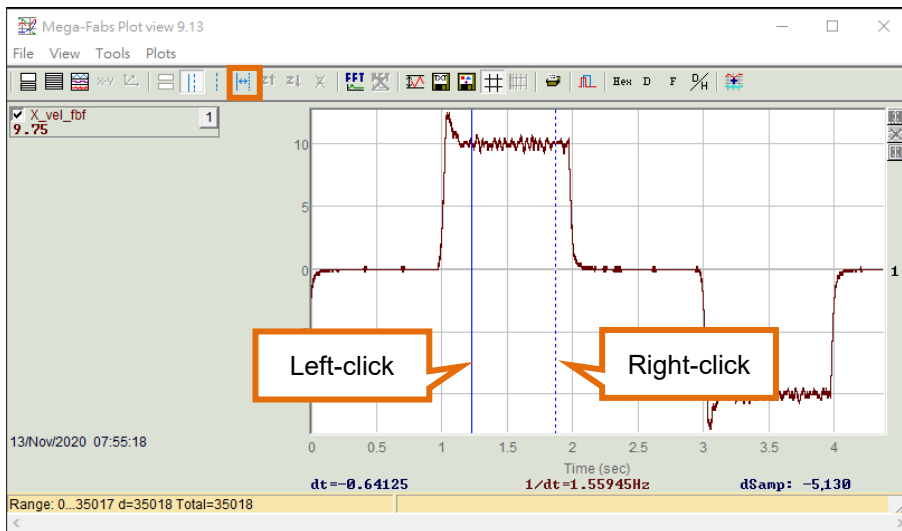 Mega-Fabs Plot view 9.13
File View Tools Plots
X-Y FFT TXT Hex D F D/H
X_vel_fbf 1
9.75
10
5
0
1
Left-click
Right-click
13/Nov/2020 07:55:18
0 0.5 1 1.5 2 2.5 3 3.5 4
Time (sec)
dt=-0.64125 1/dt=1.55945Hz dSamp: -5,130
Range: 0...35017 d=35018 Total=35018